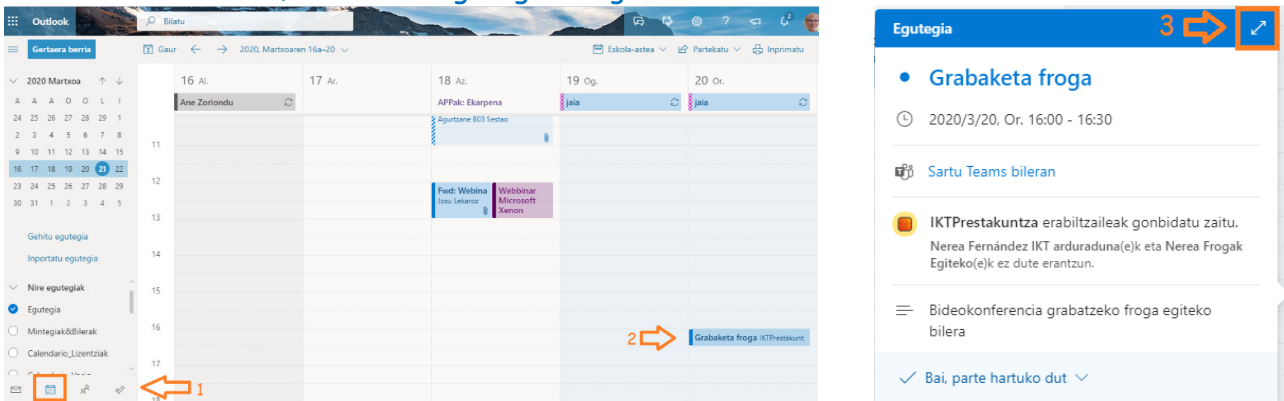 Outlook
Bilatu
Gertaera berria
Gaur
2020, Martxoaren 16a–20
Eskola-astea
Partekatu
Inprimatu
2020 Martxoa
A A A O O L I
24 25 26 27 28 29 1
2 3 4 5 6 7 8
9 10 11 12 13 14 15
16 17 18 19 20 21 22
23 24 25 26 27 28 29
30 31 1 2 3 4 5
Gehitu egutegia
Inportatu egutegia
Nire egutegiak
Egutegia
Mintegiak&Bilerak
Calendario_Lizentziak
1
16 Al.
17 Ar.
18 Az.
19 Og.
20 Or.
Ane Zoriondu
APPak: Ekarpena
jaia
jaia
Agurtzane B03 Sestao
11
12
Fwd: Webina
Josu Lekaroz
Webbinar
Microsoft
Xenon
13
14
15
16
2
Grabaketa froga IKTPrestakunt.
17
18
Egutegia
3
Grabaketa froga
2020/3/20, Or. 16:00 - 16:30
Sartu Teams bileran
IKTPrestakuntza erabiltzaileak gonbidatu zaitu.
Nerea Fernández IKT arduraduna(e)k eta Nerea Frogak
Egiteko(e)k ez dute erantzun.
Bideokonferencia grabatzeko froga egiteko
bilera
Bai, parte hartuko dut